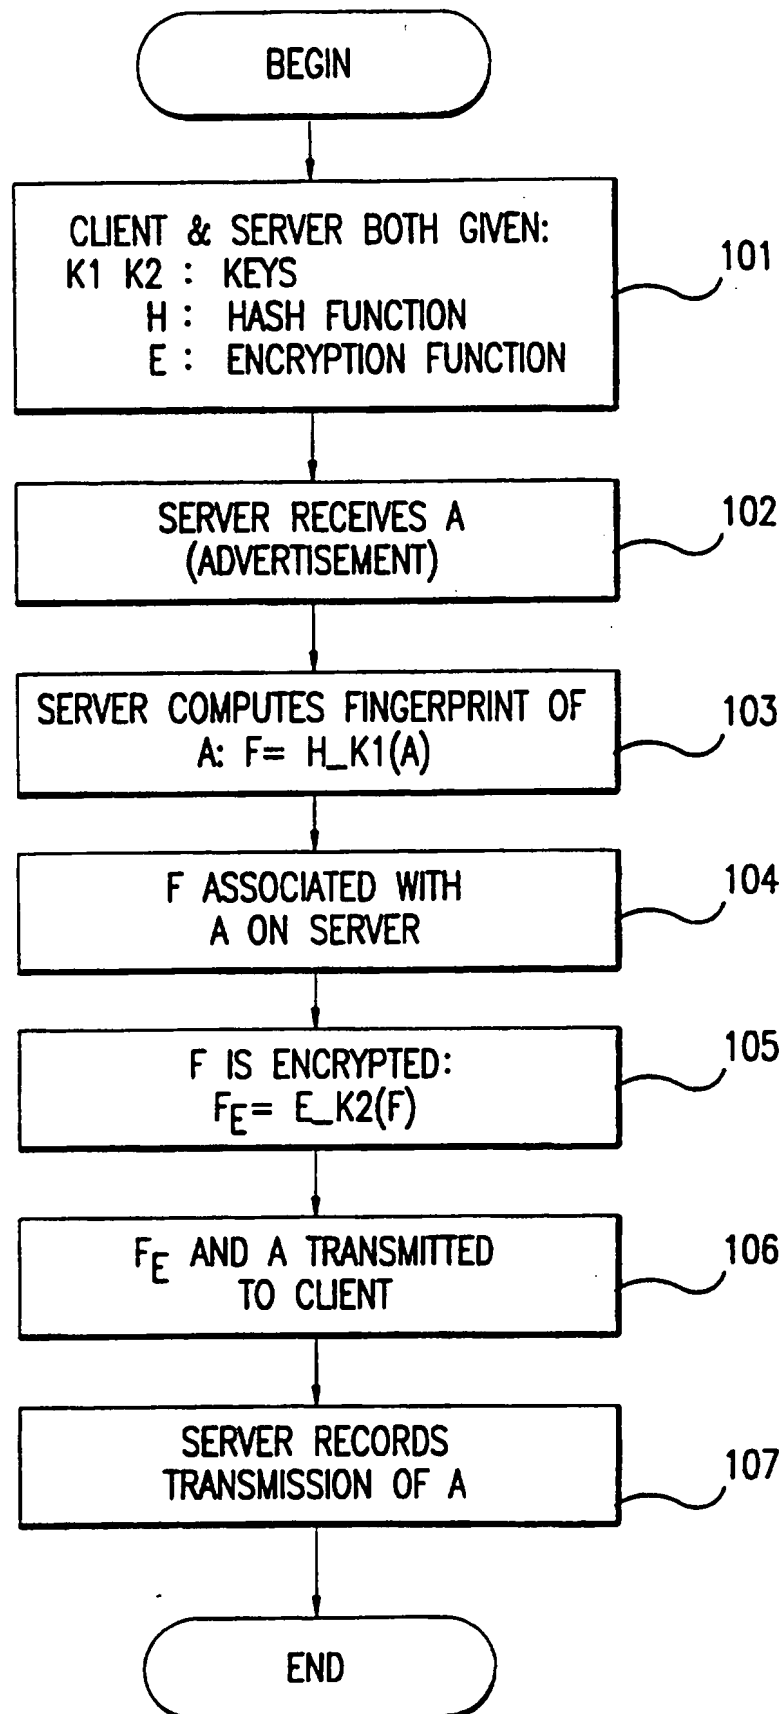 BEGIN
CLIENT & SERVER BOTH GIVEN:
K1 K2 : KEYS
H : HASH FUNCTION
E : ENCRYPTION FUNCTION
101
SERVER RECEIVES A
(ADVERTISEMENT)
102
SERVER COMPUTES FINGERPRINT OF
A: F= H_K1(A)
103
F ASSOCIATED WITH
A ON SERVER
104
F IS ENCRYPTED:
FE= E_K2(F)
105
FE AND A TRANSMITTED
TO CLIENT
106
SERVER RECORDS
TRANSMISSION OF A
107
END